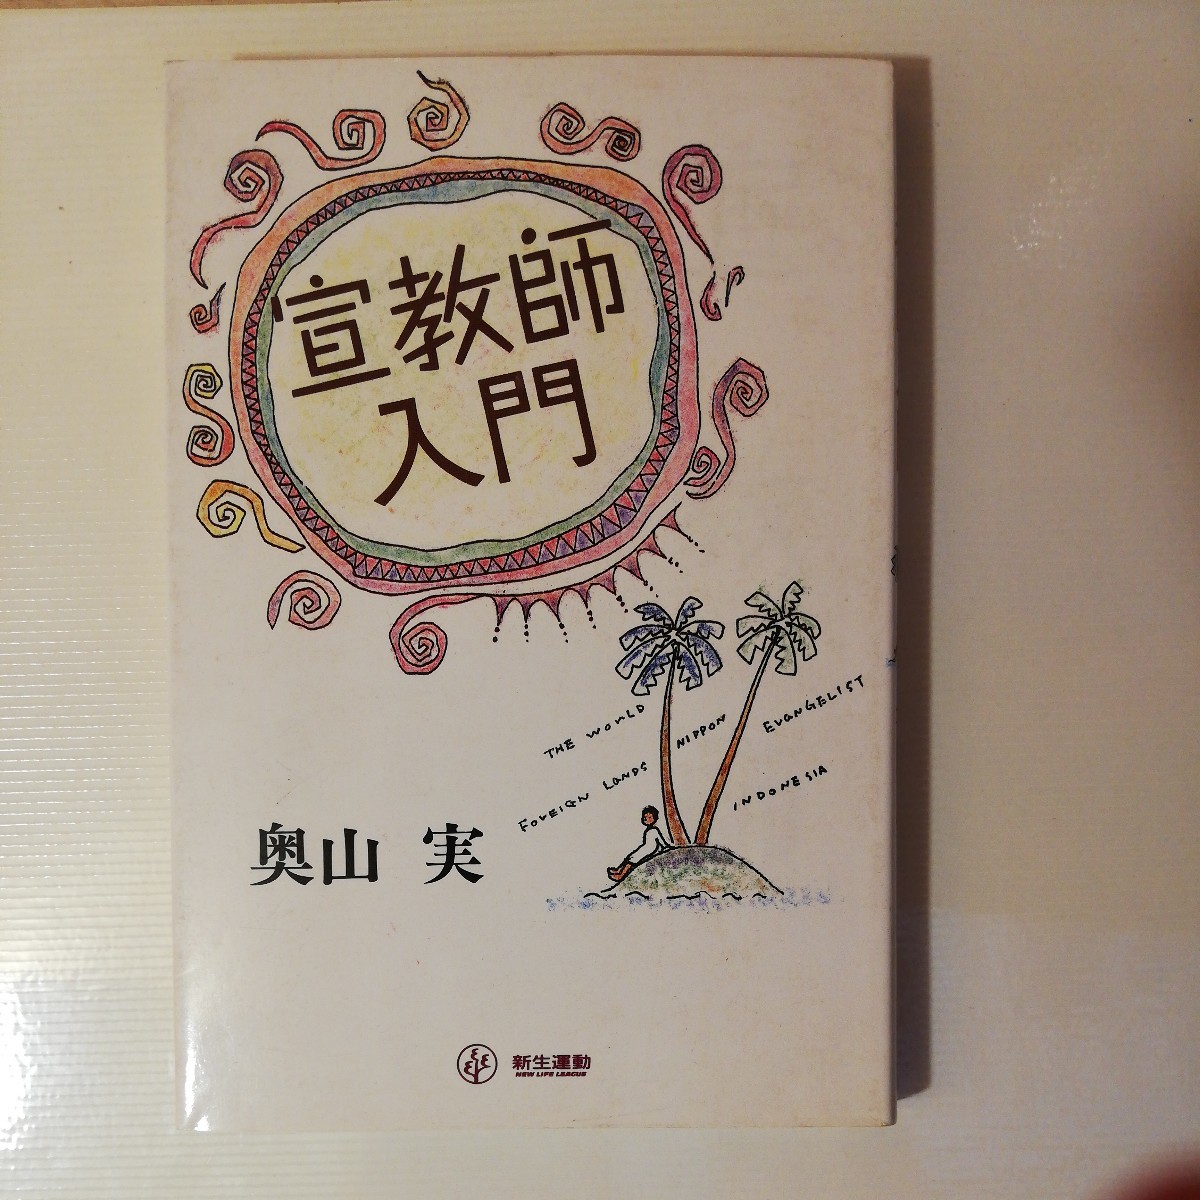 宣教師
入門
THE WORLD
NIPPON
EVANGELIST
FOREIGN LANDS
INDONESIA
奥山 実
新生運動
NEW LIFE LEAGUE